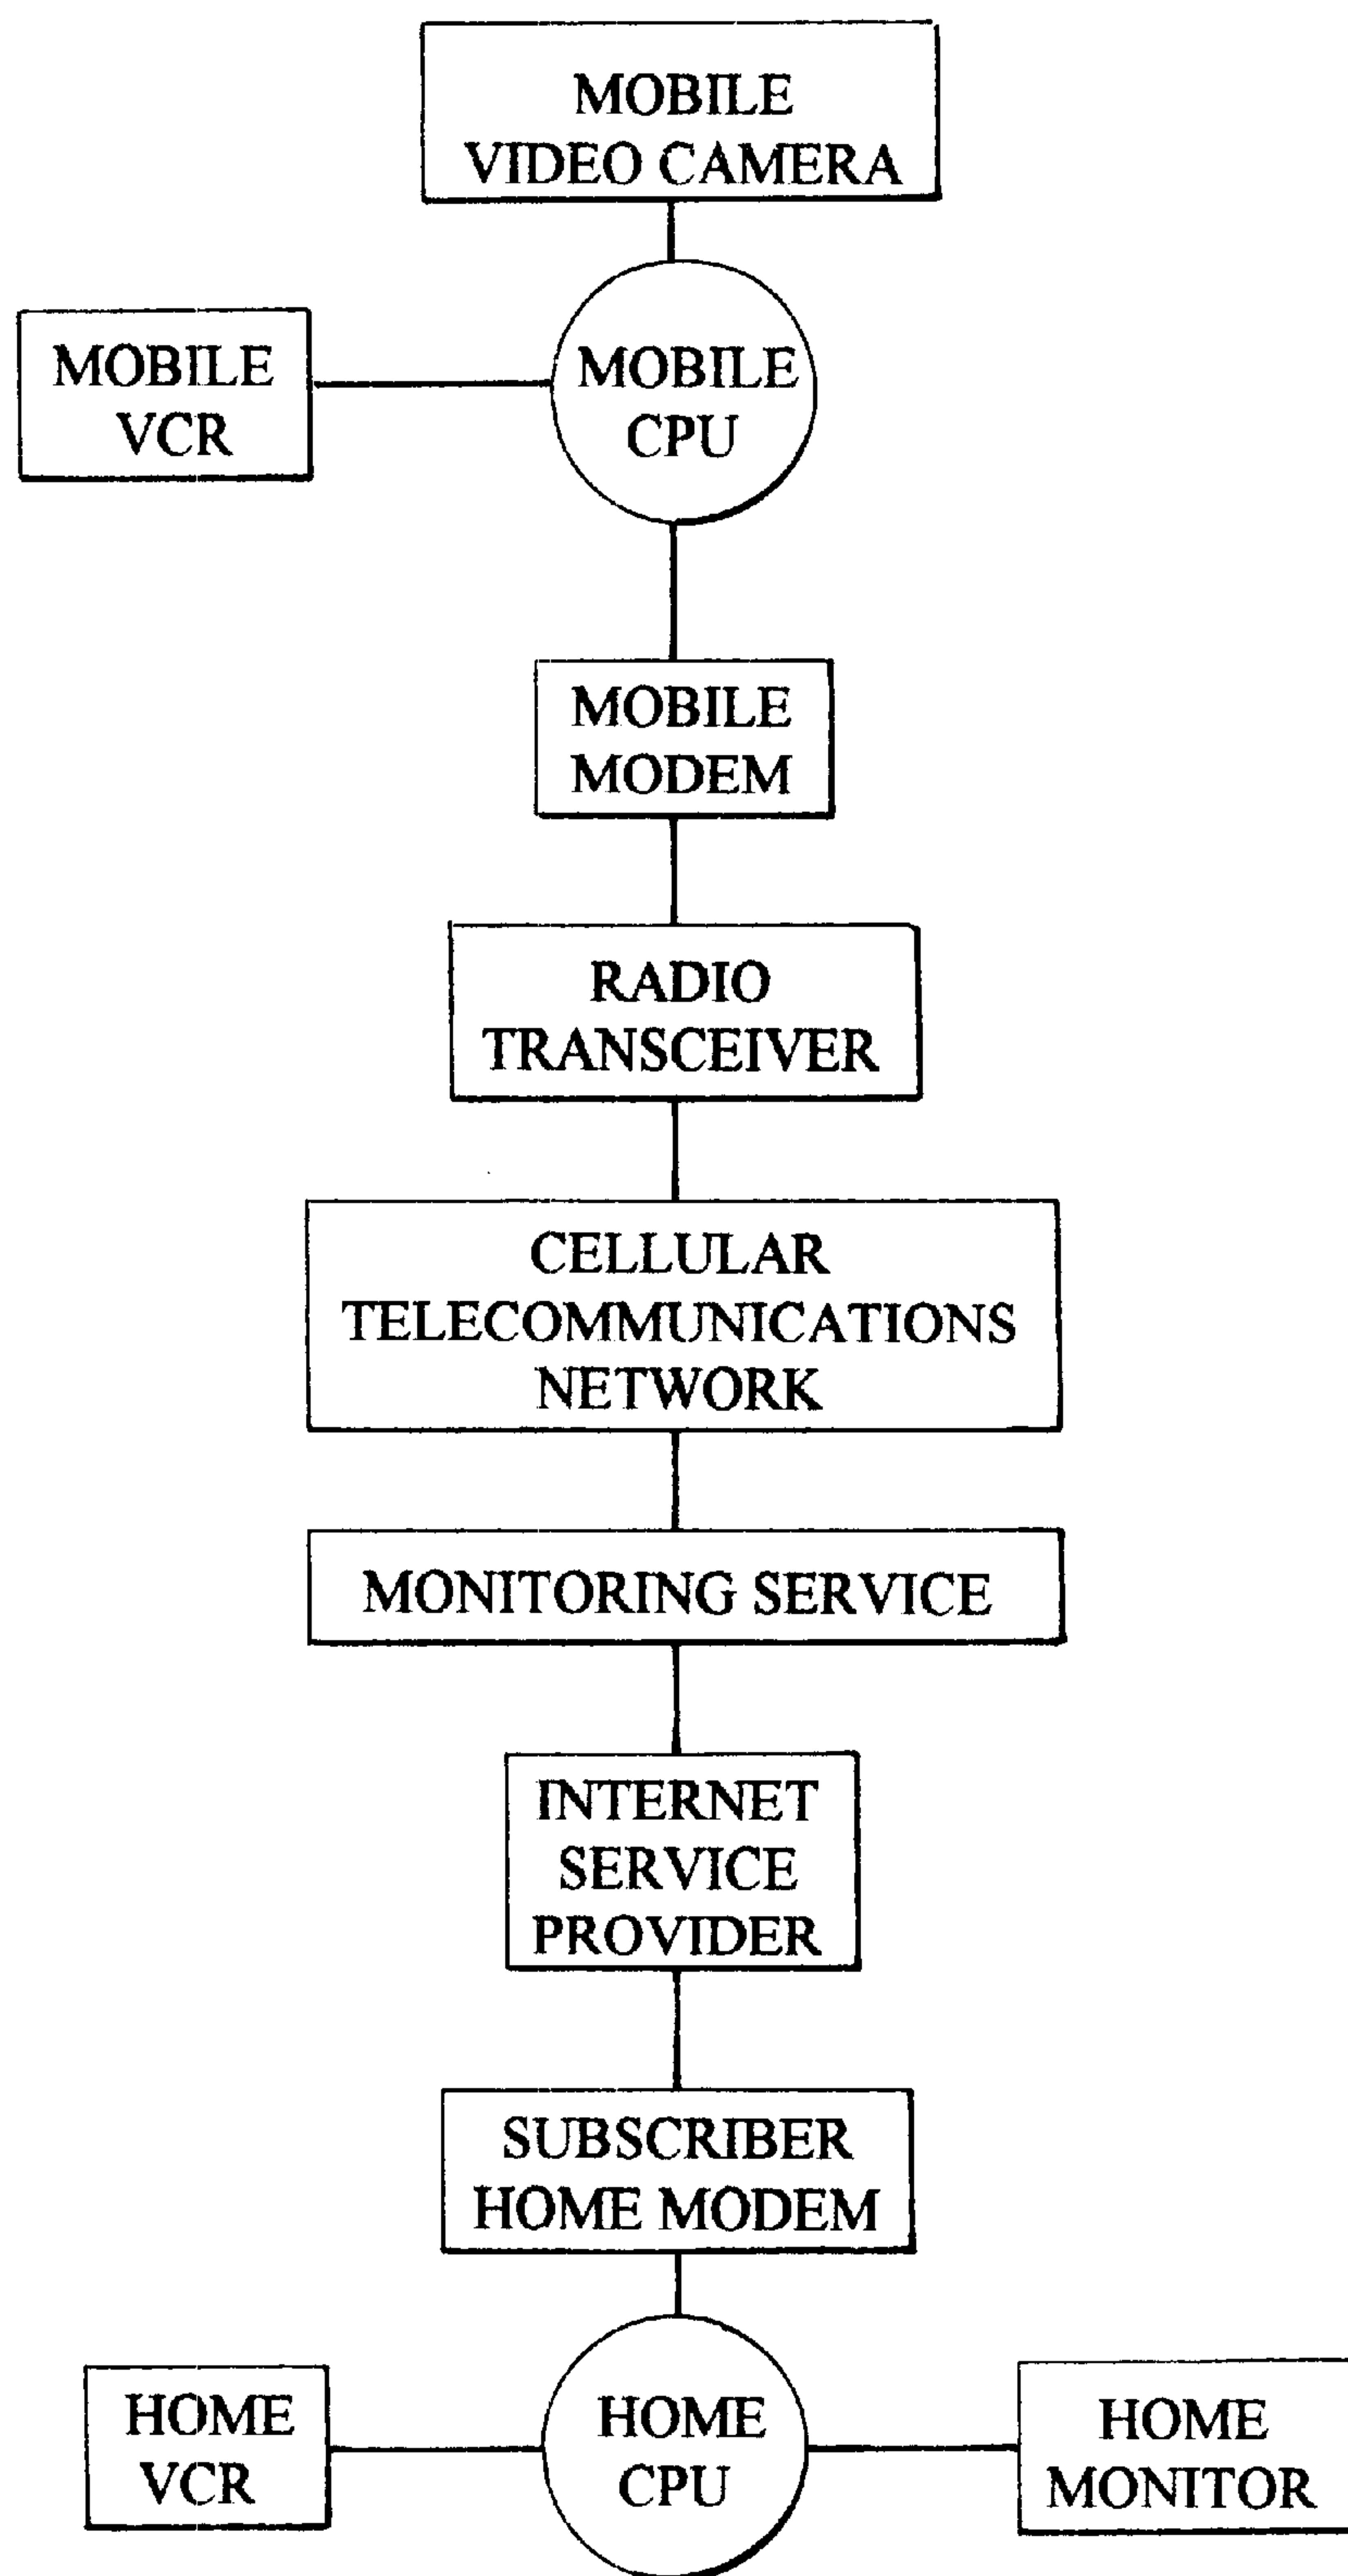 MOBILE
VIDEO CAMERA
MOBILE
VCR
MOBILE
CPU
MOBILE
MODEM
RADIO
TRANSCEIVER
CELLULAR
TELECOMMUNICATIONS
NETWORK
MONITORING SERVICE
INTERNET
SERVICE
PROVIDER
SUBSCRIBER
HOME MODEM
HOME
VCR
HOME
CPU
HOME
MONITOR